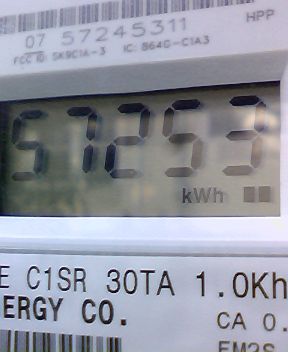 HPP
07 57245311
FCC ID: SK9C1A-3 IC: 864G-C1A3
57253
kWh
E C1SR 30TA 1.0Kh
ERGY CO.
CA 0.
EM2S